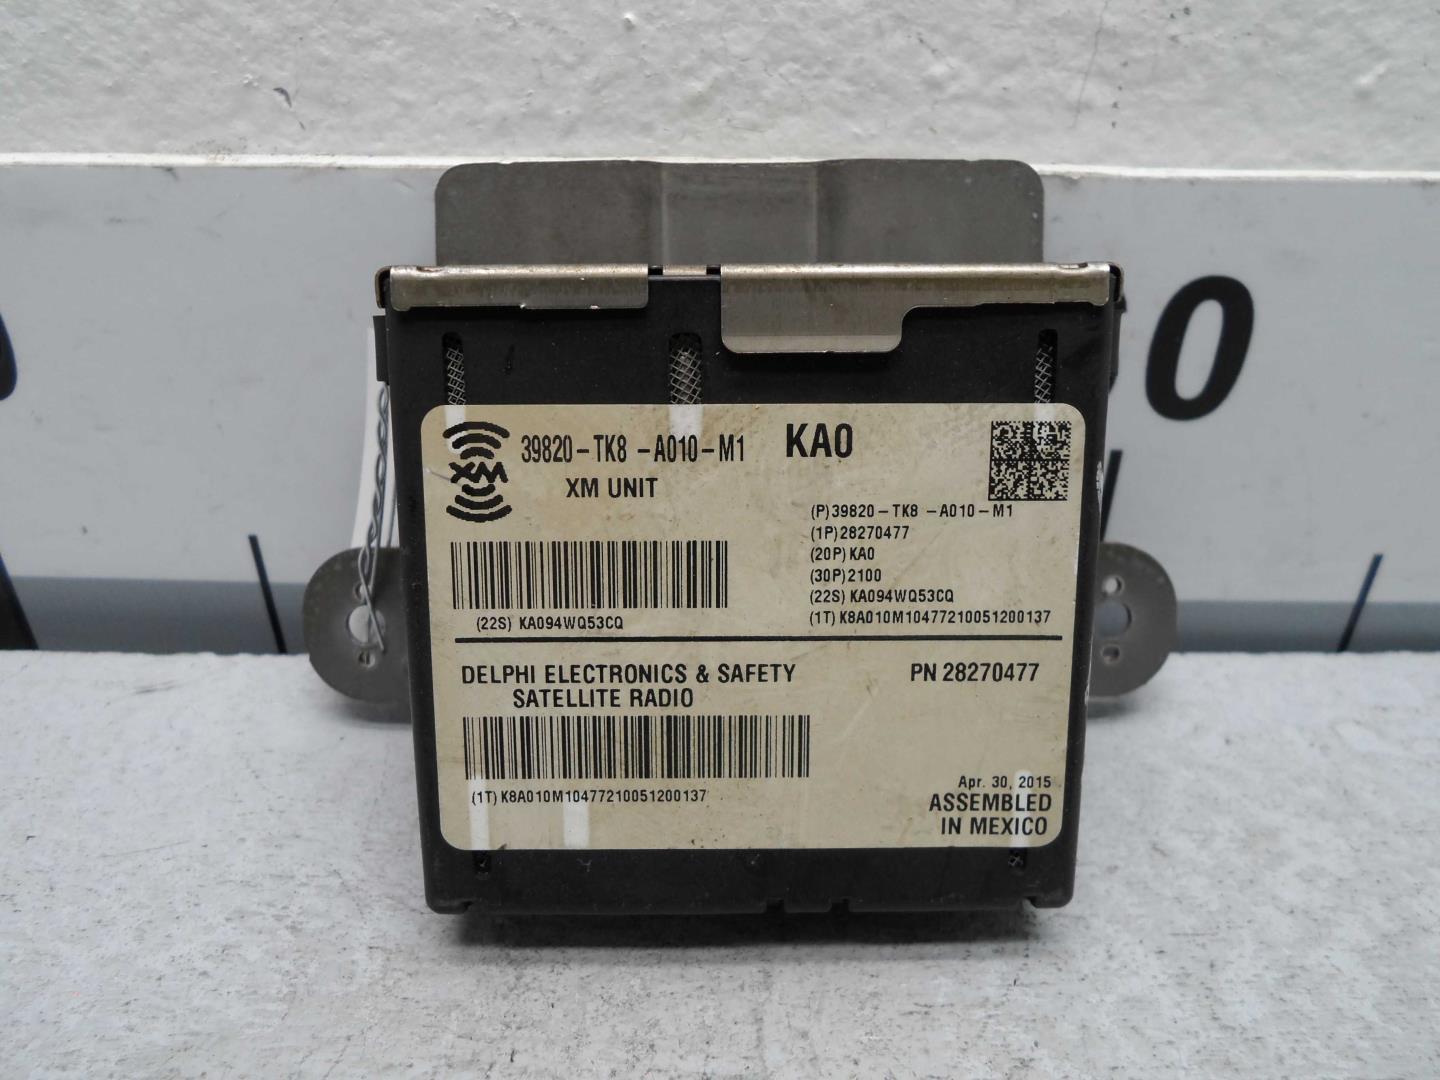 39820-TK8 -A010-M1 KA0
XM
XM UNIT
(P)39820-TK8 -A010-M1
(1P)28270477
(20P)KA0
(30P)2100
(22S) KA094WQ53CQ
(1T) K8A010M10477210051200137
(22S) KA094WQ53CQ
DELPHI ELECTRONICS & SAFETY PN 28270477
SATELLITE RADIO
(1T) K8A010M10477210051200137
Apr. 30, 2015
ASSEMBLED
IN MEXICO
0